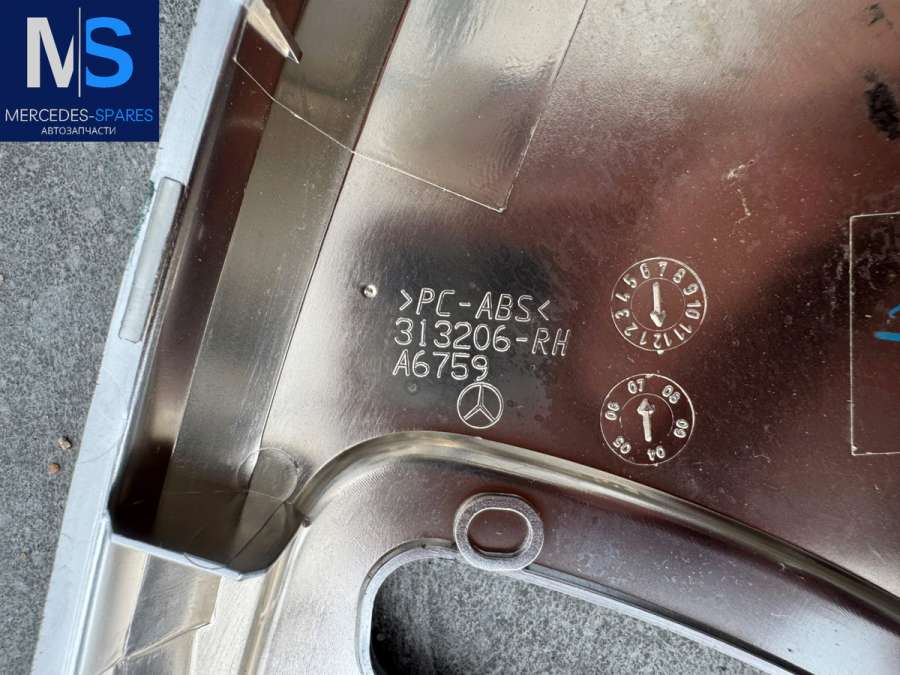 MS
MERCEDES-SPARES
АВТОЗАПЧАСТИ
>PC-ABS<
313206-RH
A6759
1 2 3 4 5 6 7 8 9 10 11 12
04 05 06 07 08 09